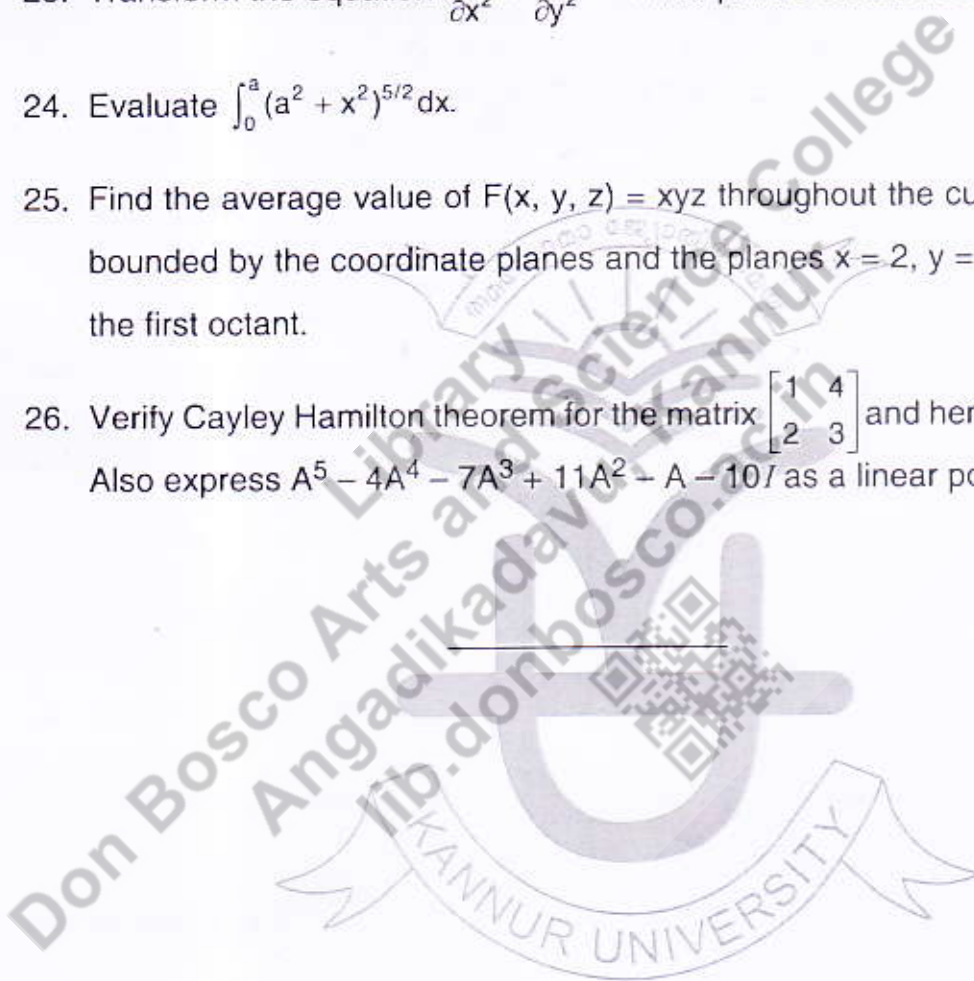 ∂x² ∂y²
24. Evaluate ∫₀ᵃ (a² + x²)^{5/2} dx.
25. Find the average value of F(x, y, z) = xyz throughout the cu
bounded by the coordinate planes and the planes x = 2, y =
the first octant.
26. Verify Cayley Hamilton theorem for the matrix [1 4; 2 3] and her
Also express A⁵ – 4A⁴ – 7A³ + 11A² – A – 10I as a linear po
Don Bosco Arts and Science College
Angadikadavu, Kannur
Library
lib.donbosco.ac.in
KANNUR UNIVERSITY